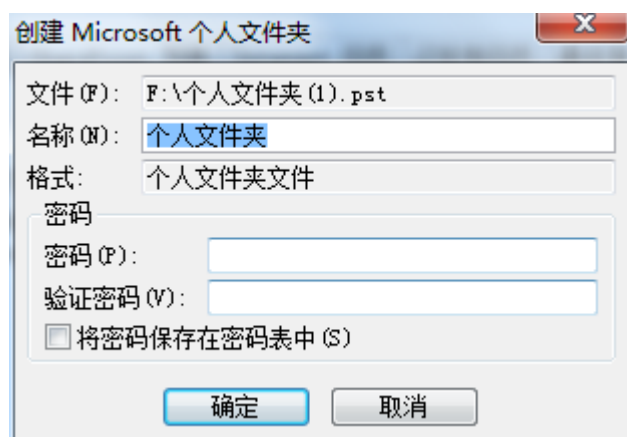 创建 Microsoft 个人文件夹
文件(F): F:\个人文件夹(1).pst
名称(N): 个人文件夹
格式: 个人文件夹文件
密码
密码(P):
验证密码(V):
将密码保存在密码表中(S)
确定 取消